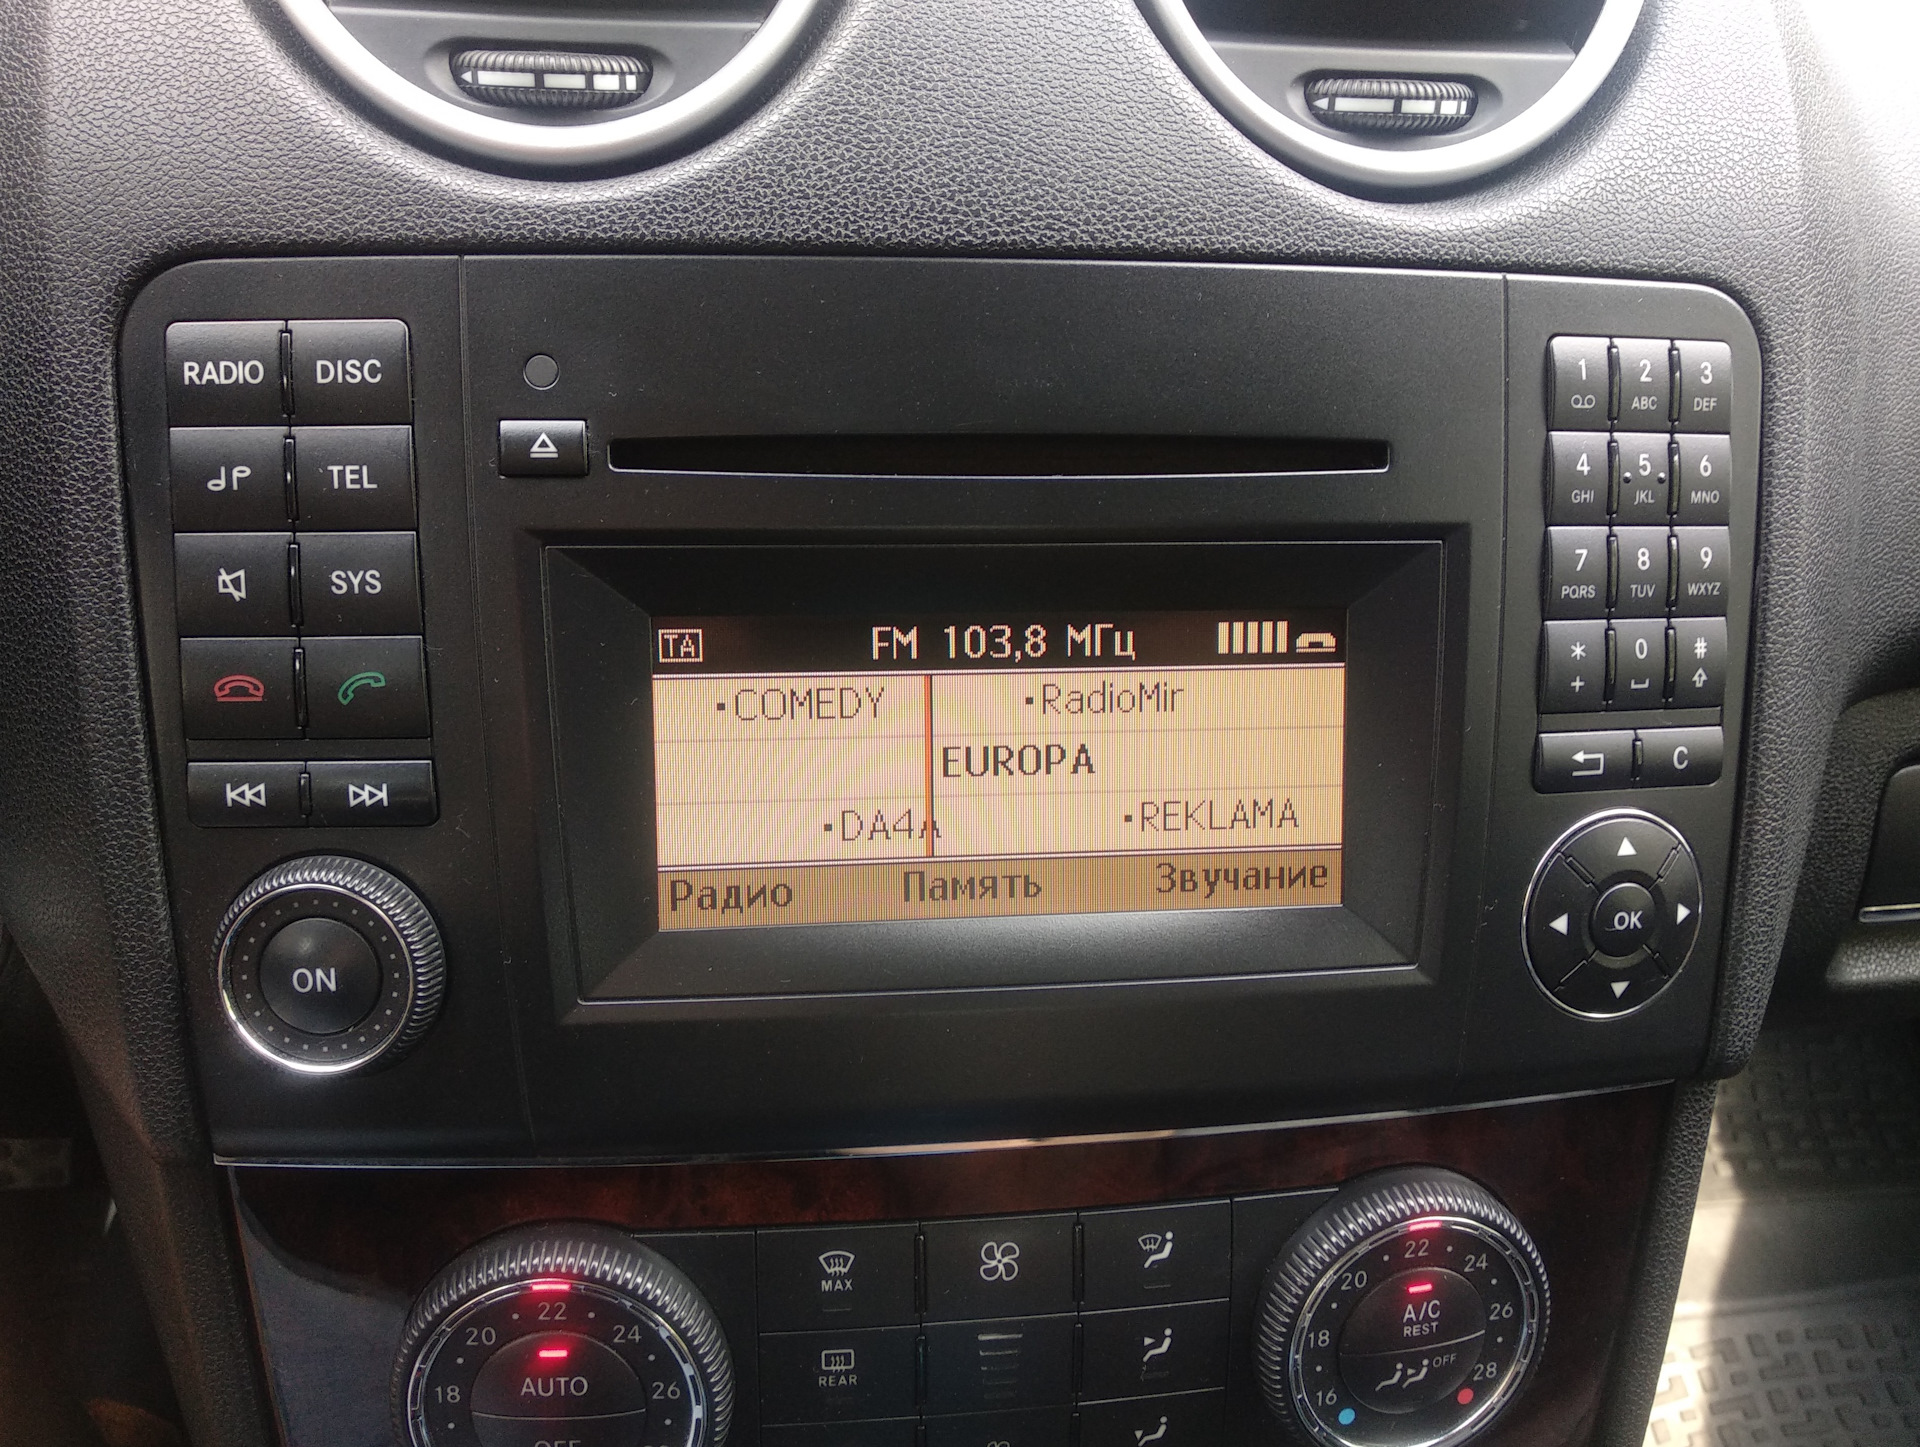 RADIO DISC
TEL
SYS
ON
TA FM 103,8 МГц
COMEDY RadioMir
EUROPA
DA4A REKLAMA
Радио Память Звучание
1 2 ABC 3 DEF
4 GHI 5 JKL 6 MNO
7 PQRS 8 TUV 9 WXYZ
* + 0 #
C
OK
MAX
REAR
18 20 22 24 26
AUTO
OFF
16 18 20 22 24 26 28
A/C
REST
OFF